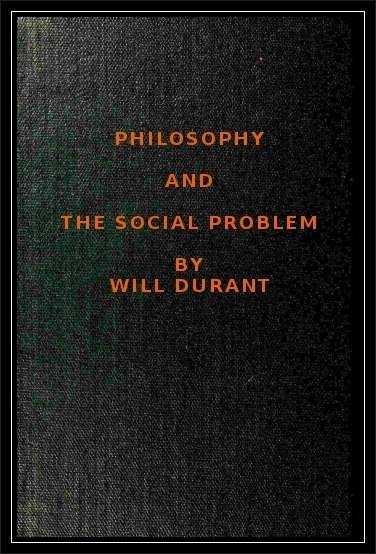 PHILOSOPHY
AND
THE SOCIAL PROBLEM
BY
WILL DURANT